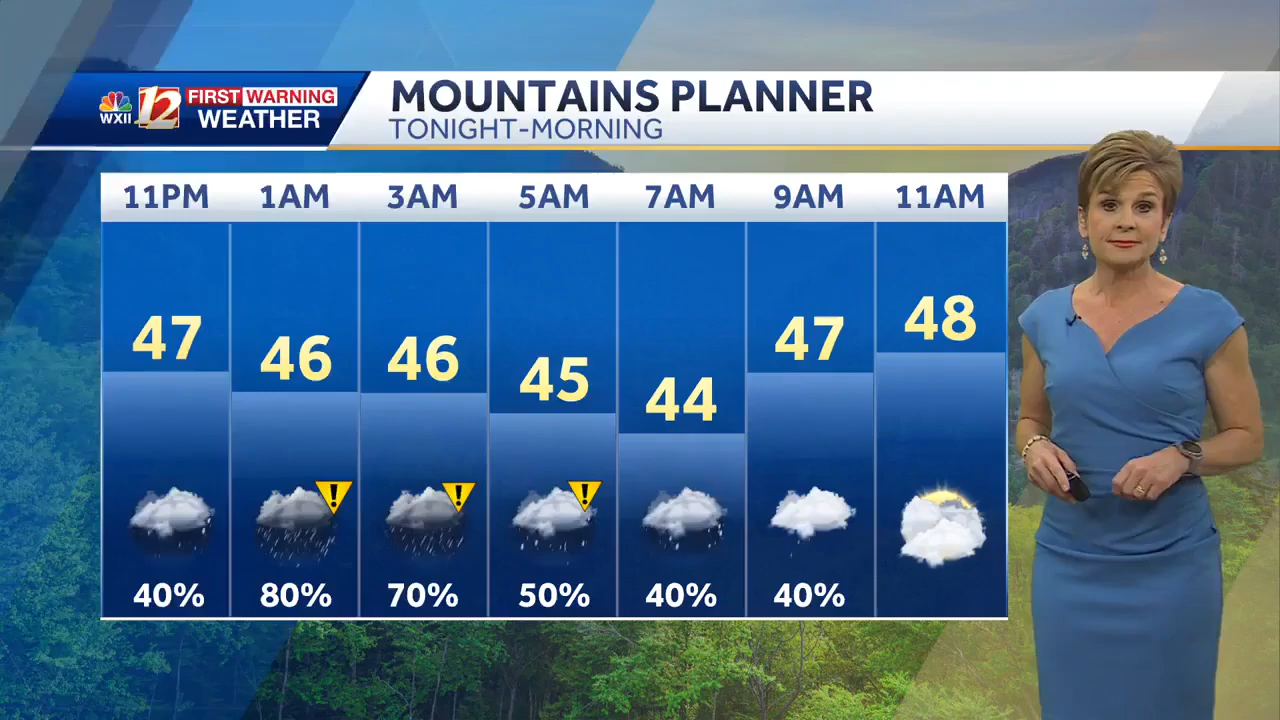 WXII 12 FIRST WARNING
WEATHER
MOUNTAINS PLANNER
TONIGHT-MORNING
11PM 1AM 3AM 5AM 7AM 9AM 11AM
47 46 46 45 44 47 48
! ! !
40% 80% 70% 50% 40% 40%